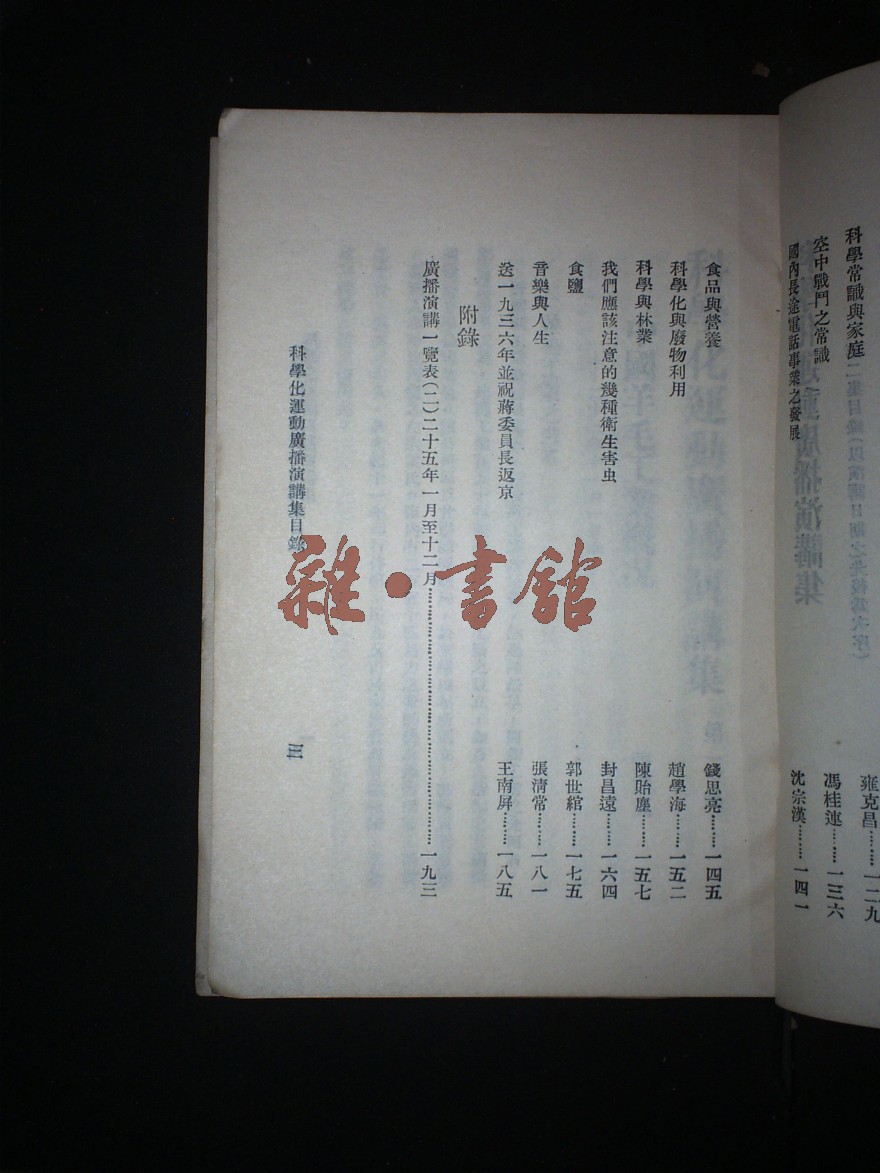 科學常識與家庭 雍克昌………一二九
空中戰鬥之常識 馮桂連………一三六
國內長途電話事業之發展 沈宗漢………一四一
食品與營養 錢思亮………一四五
科學化與廢物利用 趙學海………一五二
科學與林業 陳貽塵………一五七
我們應該注意的幾種衛生害虫 封昌遠………一六四
食鹽 郭世綰………一七五
音樂與人生 張清常………一八一
送一九三六年並祝蔣委員長返京 王南屏………一八五
附錄
廣播演講一覽表(二)二十五年一月至十二月………一九三
科學化運動廣播演講集目錄 三
雜·書館